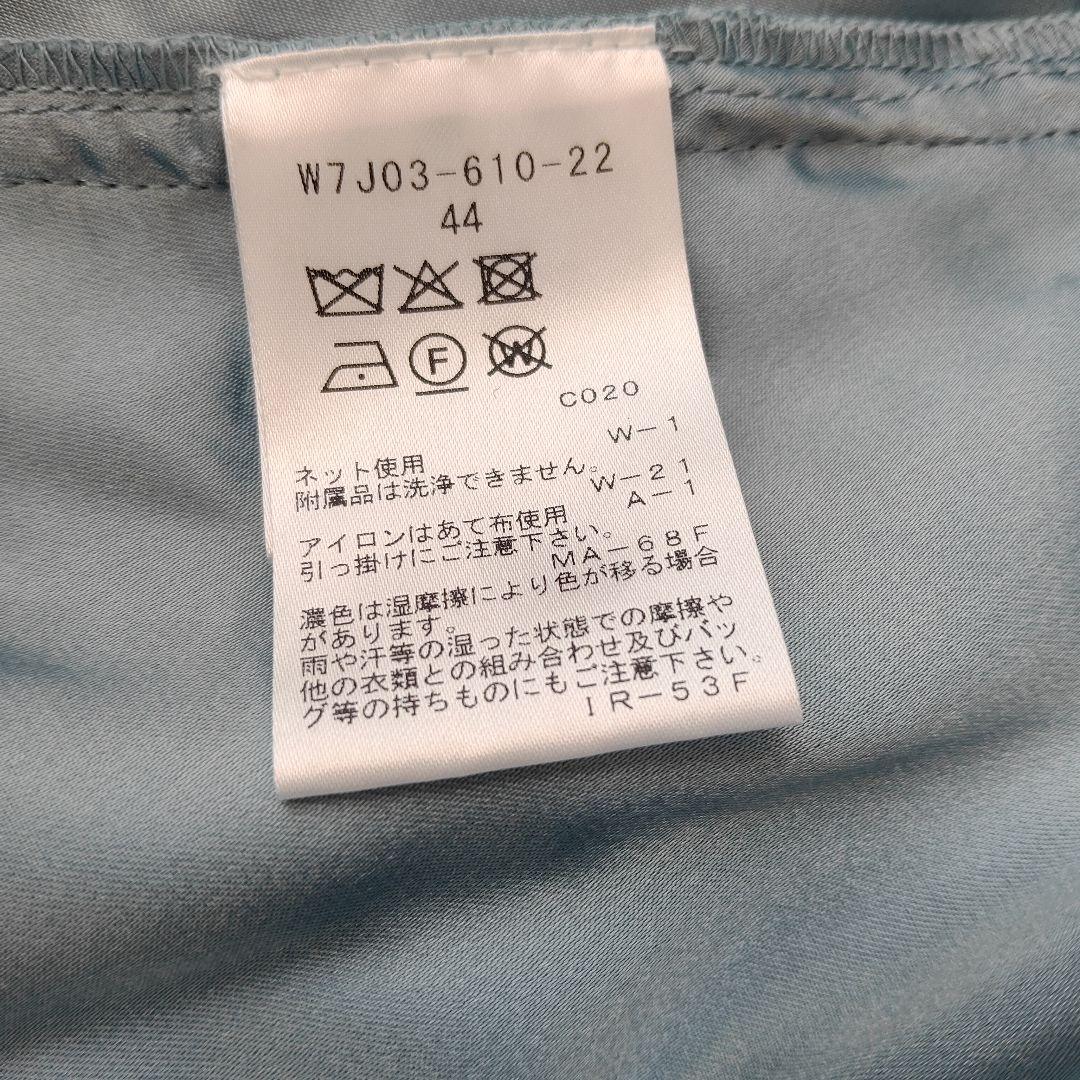 W7J03-610-22
44
F
W
C020
W-1
ネット使用
附属品は洗浄できません。
W-21
A-1
アイロンはあて布使用
引っ掛けにご注意下さい。
MA-68F
濃色は湿摩擦により色が移る場合
があります。
雨や汗等の湿った状態での摩擦や
他の衣類との組み合わせ及びバッ
グ等の持ちものにもご注意下さい。
IR-53F